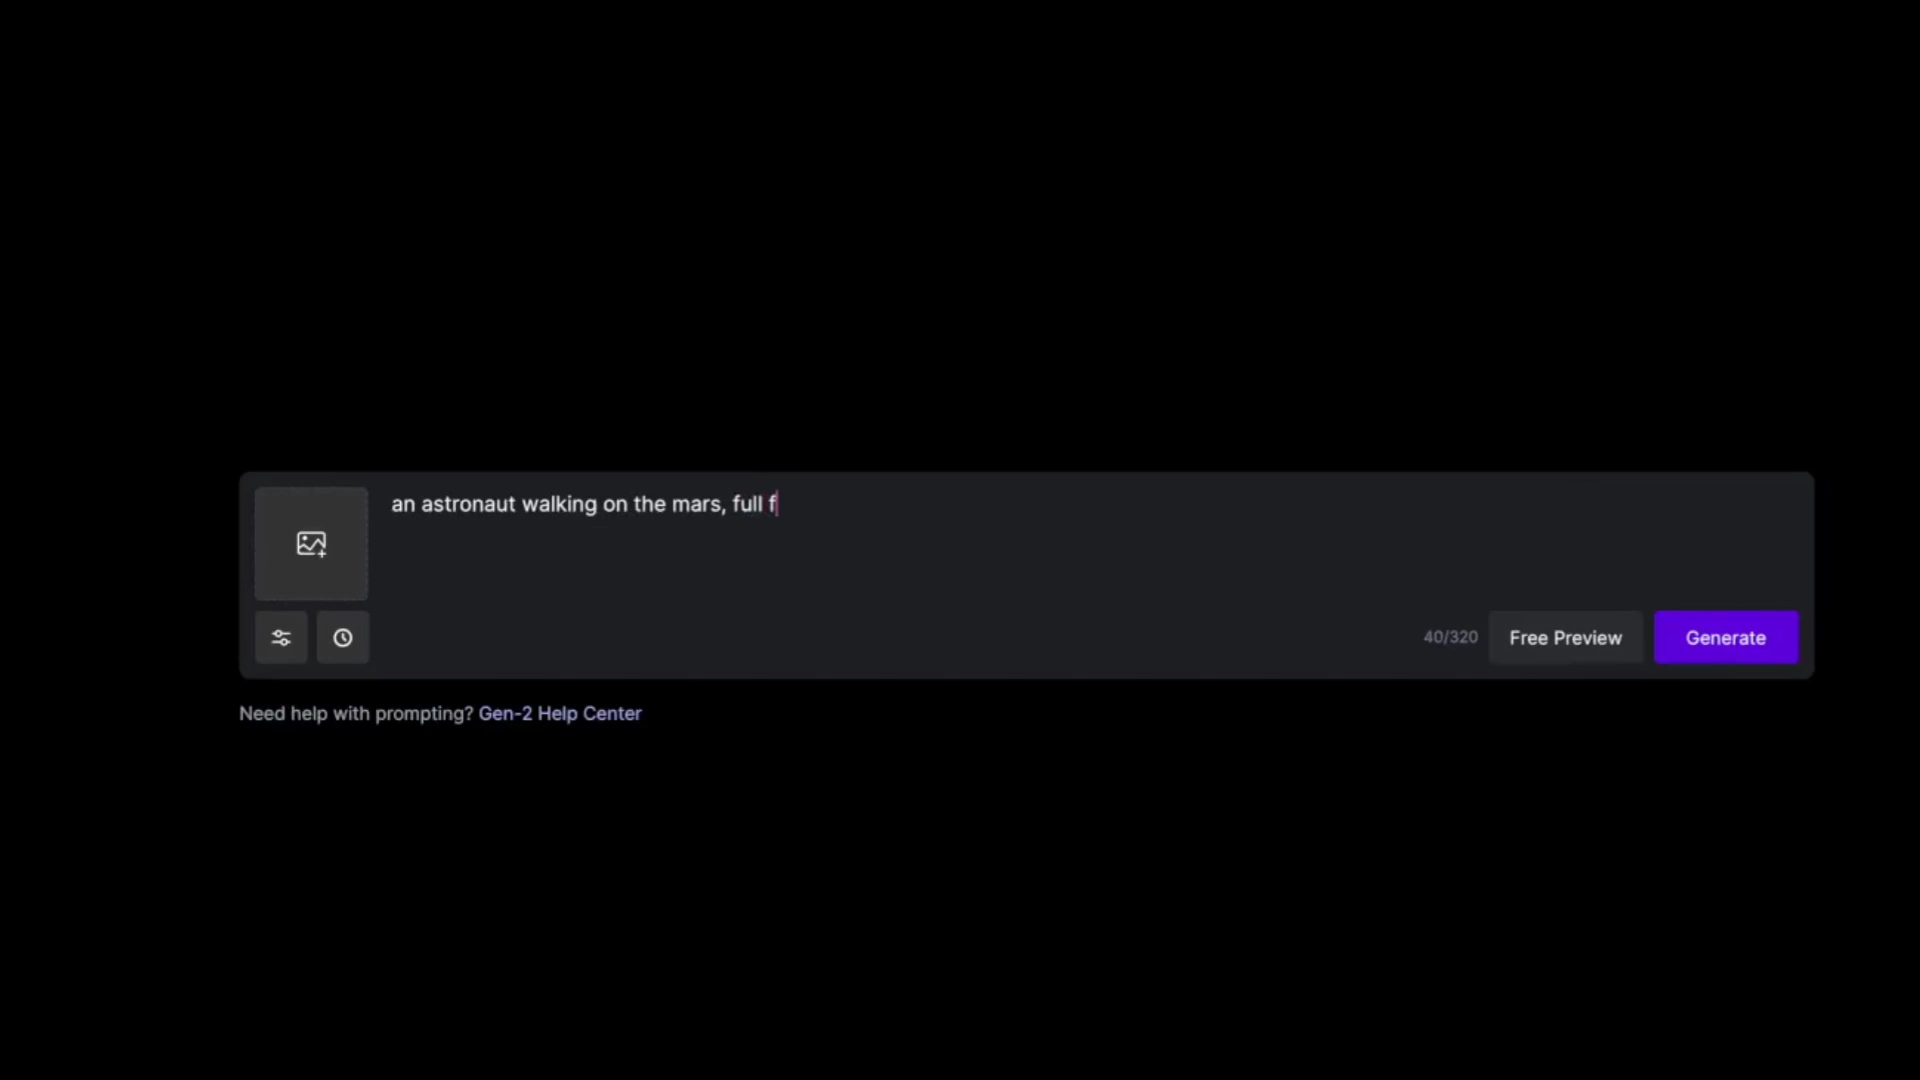 an astronaut walking on the mars, full f
40/320
Free Preview
Generate
Need help with prompting? Gen-2 Help Center